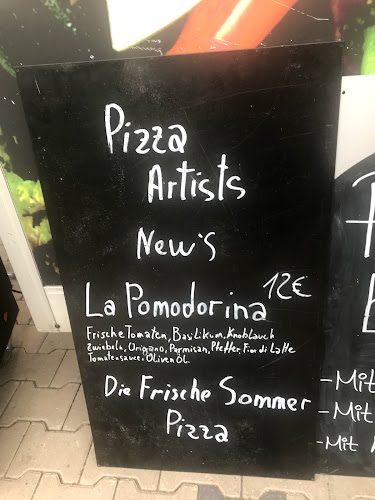 Pizza
Artists
New's
La Pomodorina 12€
Frische Tomaten, Basilikum, Knoblauch
Zwiebeln, Origano, Parmisan, Pfeffer, Fior di Latte
Tomatensauce, Oliven Öl.
Die Frische Sommer
Pizza
-Mit
-Mit
-Mit